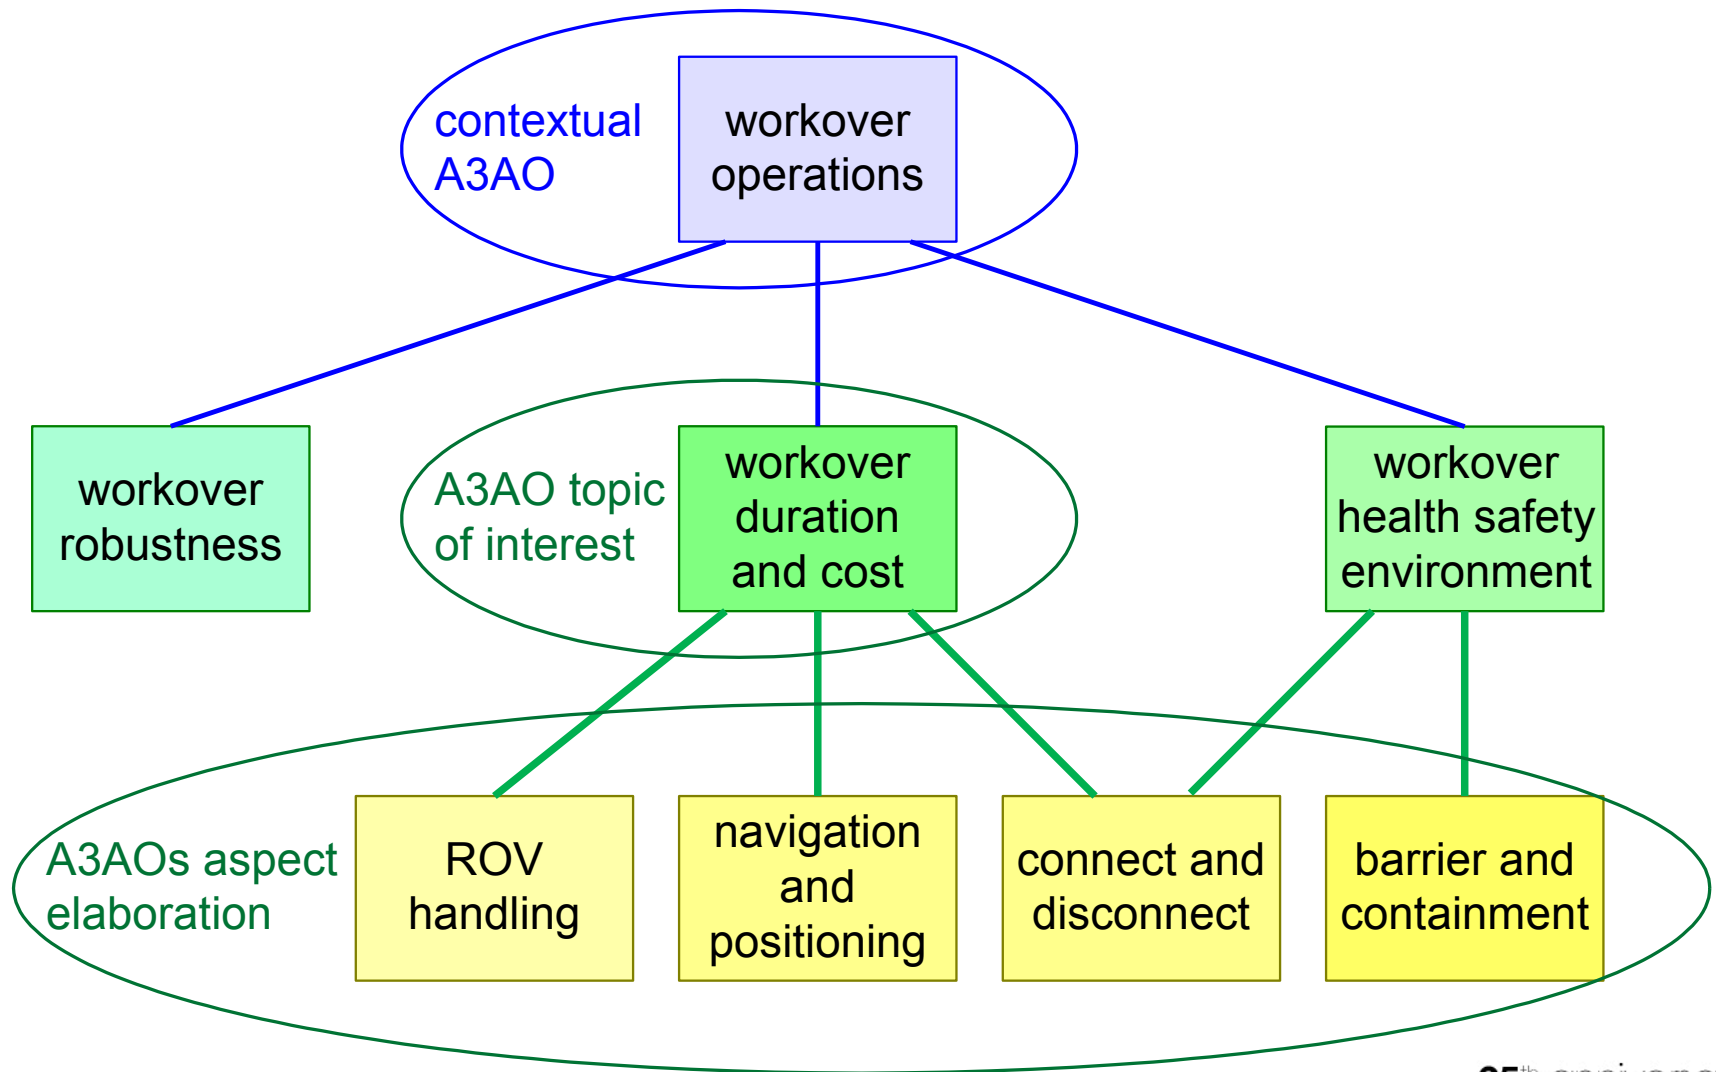 contextual
A3AO
workover
operations
workover
robustness
A3AO topic
of interest
workover
duration
and cost
workover
health safety
environment
A3AOs aspect
elaboration
ROV
handling
navigation
and
positioning
connect and
disconnect
barrier and
containment